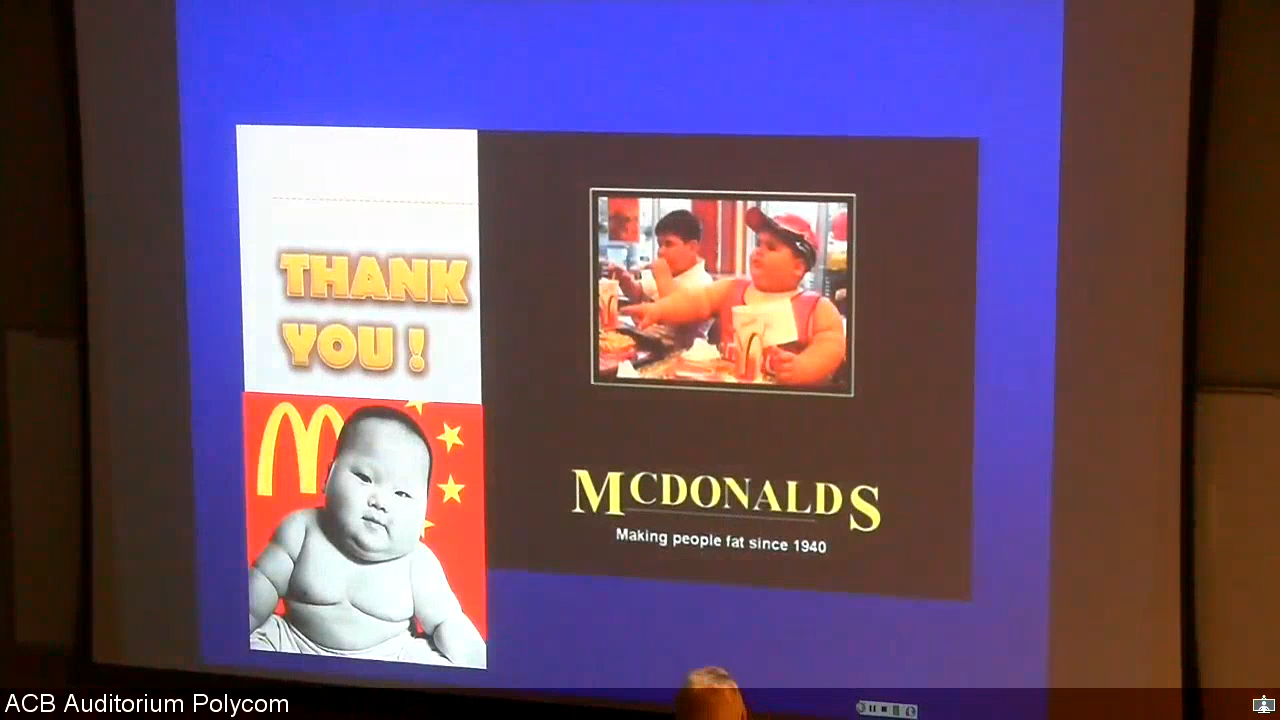 THANK
YOU !
MCDONALDS
Making people fat since 1940
ACB Auditorium Polycom